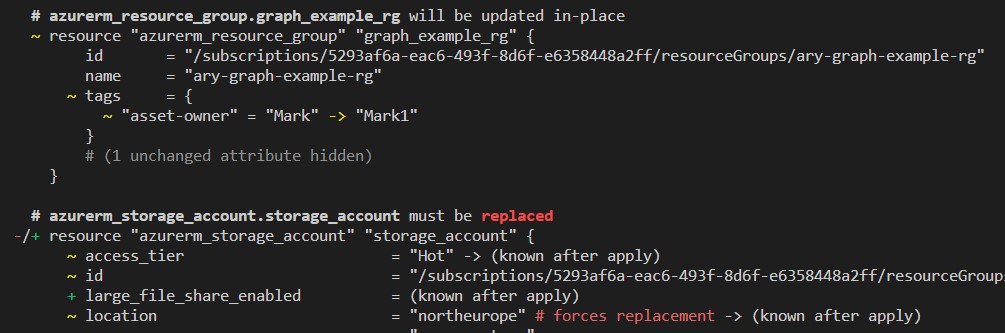 # azurerm_resource_group.graph_example_rg will be updated in-place
~ resource "azurerm_resource_group" "graph_example_rg" {
id = "/subscriptions/5293af6a-eac6-493f-8d6f-e6358448a2ff/resourceGroups/ary-graph-example-rg"
name = "ary-graph-example-rg"
~ tags = {
~ "asset-owner" = "Mark" -> "Mark1"
}
# (1 unchanged attribute hidden)
}
# azurerm_storage_account.storage_account must be replaced
-/+ resource "azurerm_storage_account" "storage_account" {
~ access_tier = "Hot" -> (known after apply)
~ id = "/subscriptions/5293af6a-eac6-493f-8d6f-e6358448a2ff/resourceGroups
+ large_file_share_enabled = (known after apply)
~ location = "northeurope" # forces replacement -> (known after apply)